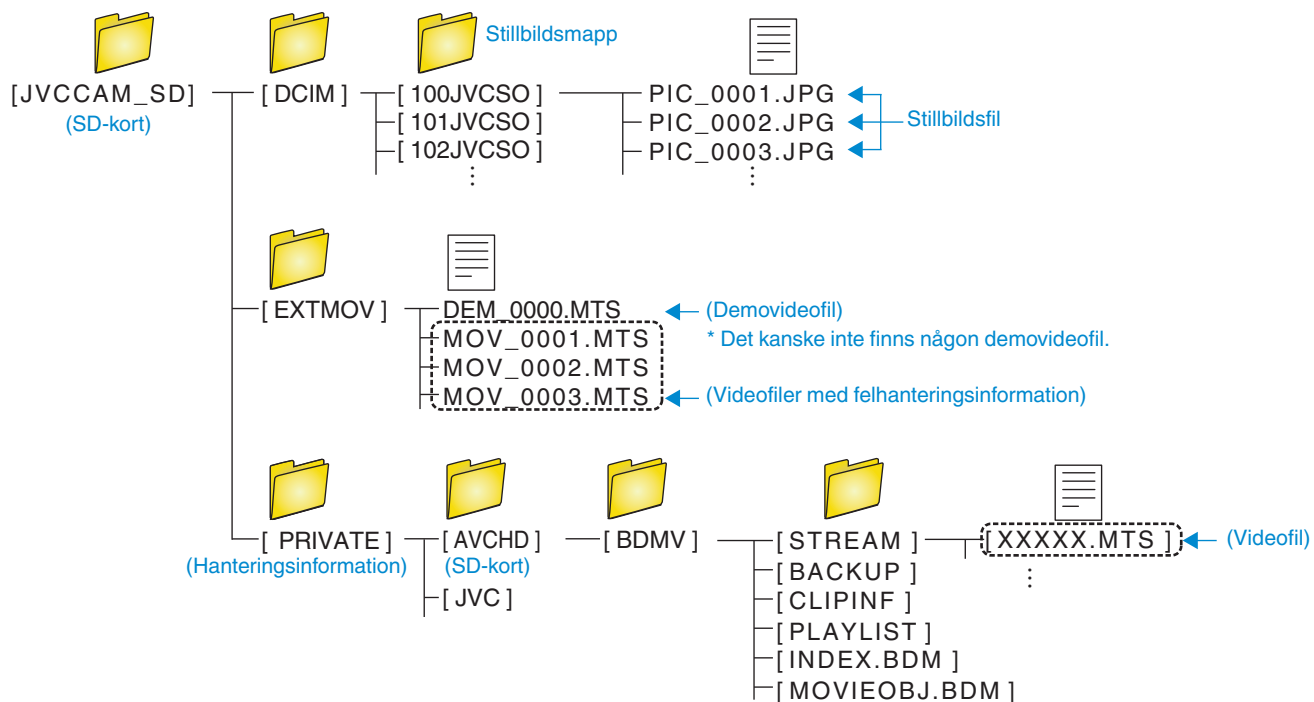 Stillbildsmapp
[JVCCAM_SD]
(SD-kort)
[ DCIM ]
[ 100JVCSO ]
[ 101JVCSO ]
[ 102JVCSO ]
PIC_0001.JPG
PIC_0002.JPG
PIC_0003.JPG
Stillbildsfil
[ EXTMOV ]
DEM_0000.MTS
(Demovideofil)
* Det kanske inte finns någon demovideofil.
MOV_0001.MTS
MOV_0002.MTS
MOV_0003.MTS
(Videofiler med felhanteringsinformation)
[ PRIVATE ]
(Hanteringsinformation)
[ AVCHD ]
(SD-kort)
[ JVC ]
[ BDMV ]
[ STREAM ]
[ BACKUP ]
[ CLIPINF ]
[ PLAYLIST ]
[ INDEX.BDM ]
[ MOVIEOBJ.BDM ]
[ XXXXX.MTS ]
(Videofil)